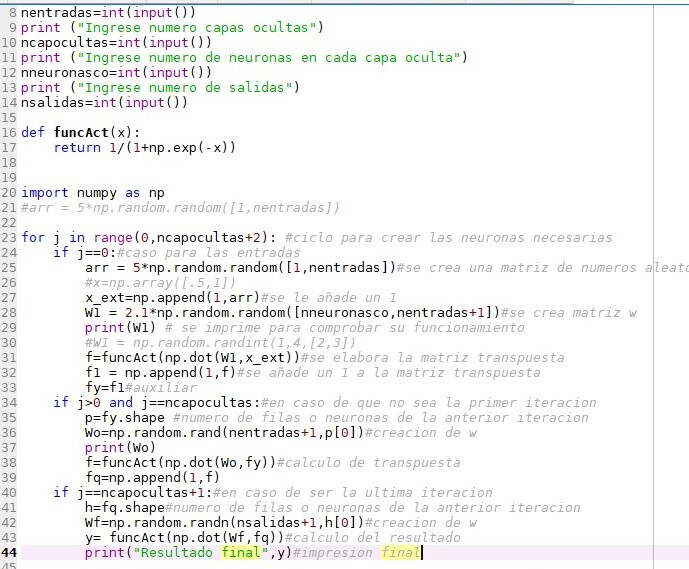 8 nentradas=int(input())
9 print ("Ingrese numero capas ocultas")
10 ncapocultas=int(input())
11 print ("Ingrese numero de neuronas en cada capa oculta")
12 nneuronasco=int(input())
13 print ("Ingrese numero de salidas")
14 nsalidas=int(input())
15
16 def funcAct(x):
17     return 1/(1+np.exp(-x))
18
19
20 import numpy as np
21 #arr = 5*np.random.random([1,nentradas])
22
23 for j in range(0,ncapocultas+2): #ciclo para crear las neuronas necesarias
24     if j==0:#caso para las entradas
25         arr = 5*np.random.random([1,nentradas])#se crea una matriz de numeros aleato
26         #x=np.array([.5,1])
27         x_ext=np.append(1,arr)#se le añade un 1
28         W1 = 2.1*np.random.random([nneuronasco,nentradas+1])#se crea matriz w
29         print(W1) # se imprime para comprobar su funcionamiento
30         #W1 = np.random.randint(1,4,[2,3])
31         f=funcAct(np.dot(W1,x_ext))#se elabora la matriz transpuesta
32         f1 = np.append(1,f)#se añade un 1 a la matriz transpuesta
33         fy=f1#auxiliar
34     if j>0 and j==ncapocultas:#en caso de que no sea la primer iteracion
35         p=fy.shape #numero de filas o neuronas de la anterior iteracion
36         Wo=np.random.rand(nentradas+1,p[0])#creacion de w
37         print(Wo)
38         f=funcAct(np.dot(Wo,fy))#calculo de transpuesta
39         fq=np.append(1,f)
40     if j==ncapocultas+1:#en caso de ser la ultima iteracion
41         h=fq.shape#numero de filas o neuronas de la anterior iteracion
42         Wf=np.random.randn(nsalidas+1,h[0])#creacion de w
43         y= funcAct(np.dot(Wf,fq))#calculo del resultado
44         print("Resultado final",y)#impresion final
45